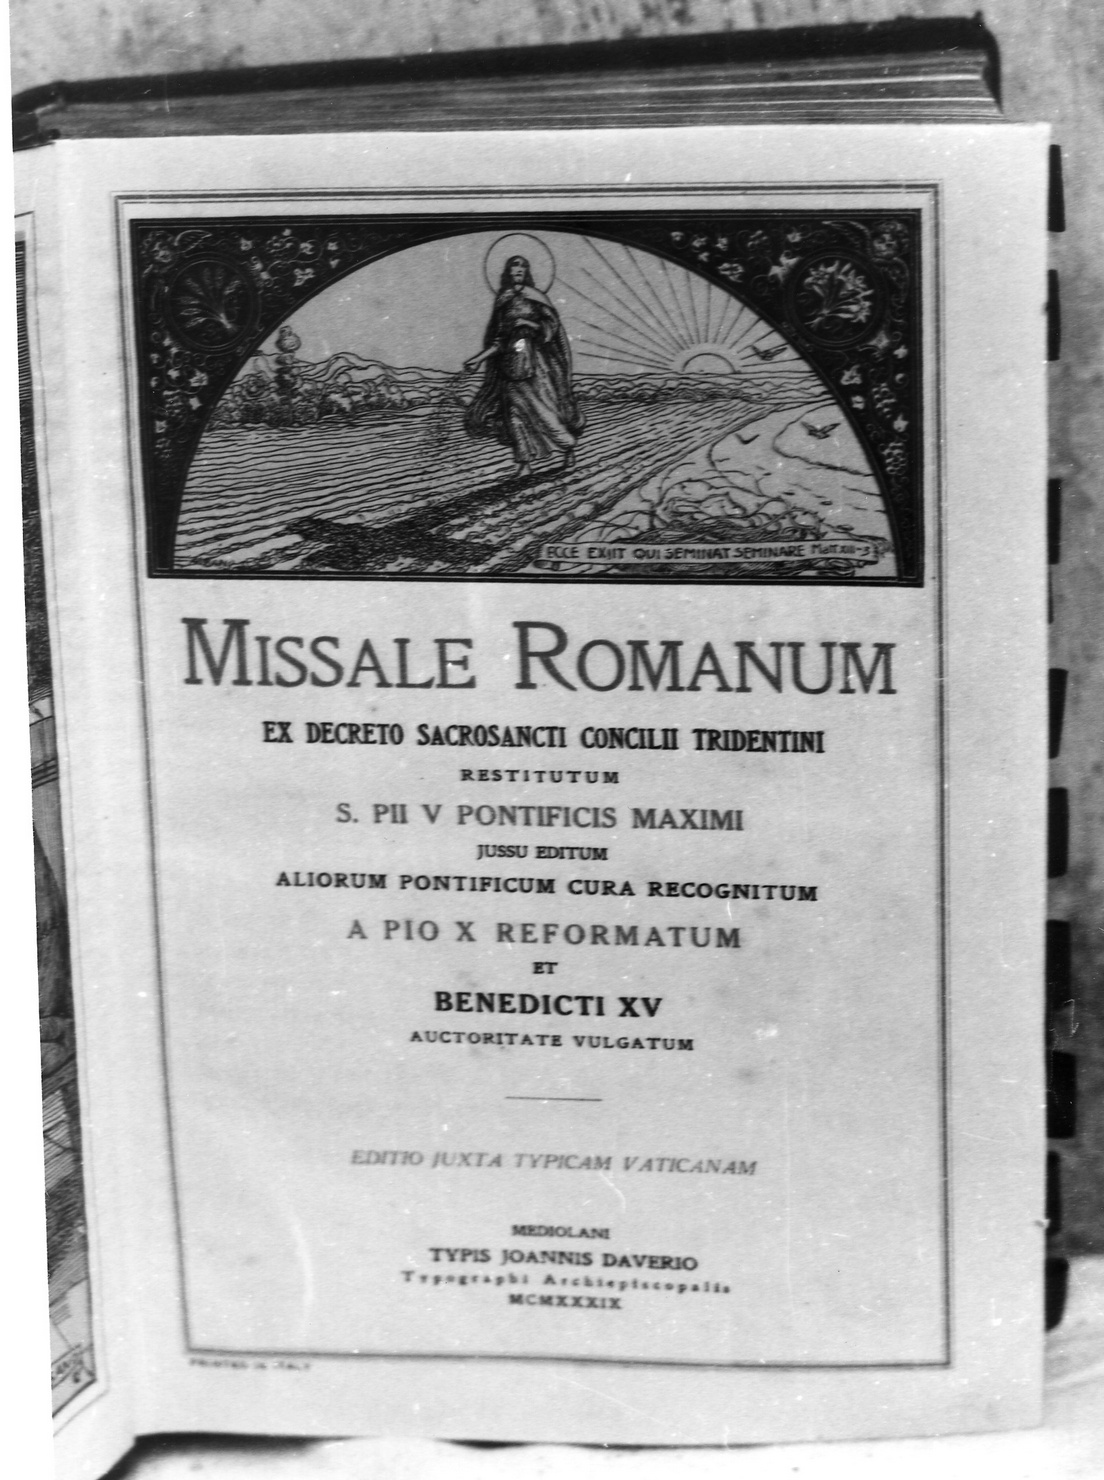 ECCE EXIIT QUI SEMINAT SEMINARE Matt. XIII-3
MISSALE ROMANUM
EX DECRETO SACROSANCTI CONCILII TRIDENTINI
RESTITUTUM
S. PII V PONTIFICIS MAXIMI
JUSSU EDITUM
ALIORUM PONTIFICUM CURA RECOGNITUM
A PIO X REFORMATUM
ET
BENEDICTI XV
AUCTORITATE VULGATUM
EDITIO JUXTA TYPICAM VATICANAM
MEDIOLANI
TYPIS JOANNIS DAVERIO
Typographi Archiepiscopalis
MCMXXXIX
PRINTED IN ITALY